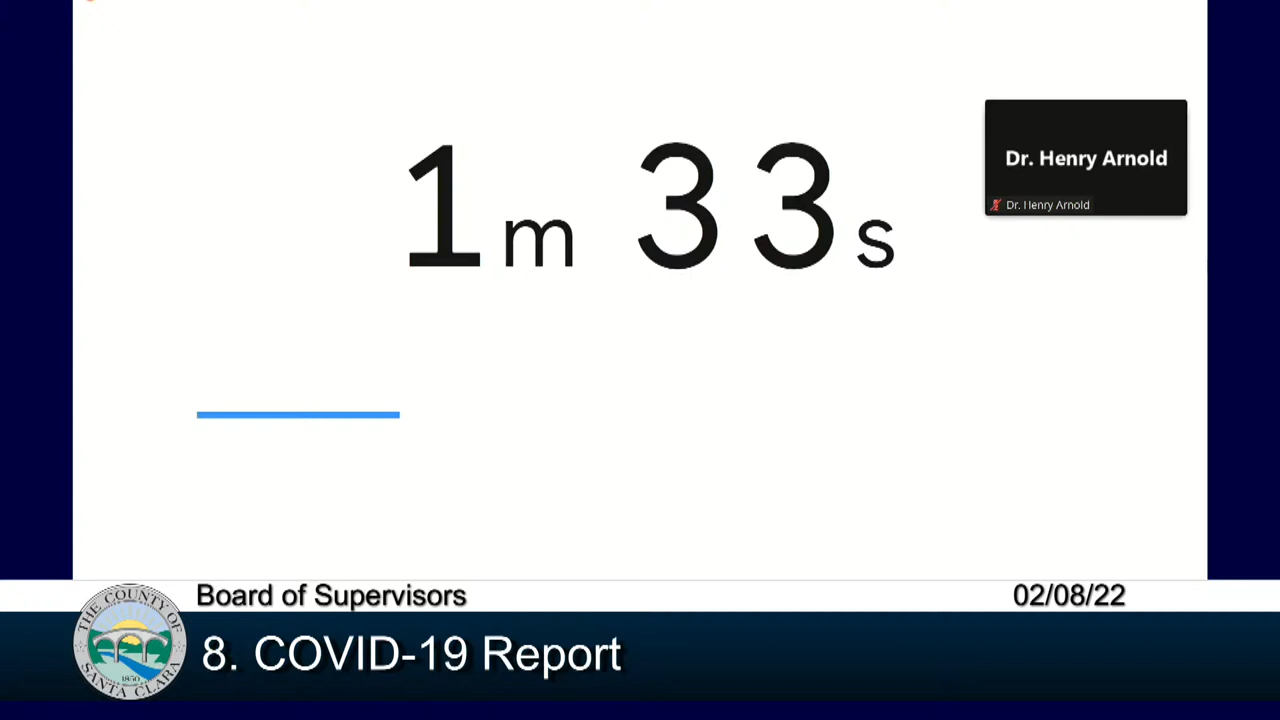 1m 33s
Dr. Henry Arnold
Dr. Henry Arnold
Board of Supervisors
02/08/22
8. COVID-19 Report
THE COUNTY OF
SANTA CLARA
1850